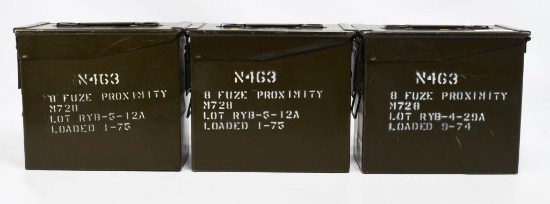 N463
8 FUZE PROXIMITY
M728
LOT RYB-5-12A
LOADED 1-75
N463
8 FUZE PROXIMITY
M728
LOT RYB-5-12A
LOADED 1-75
N463
8 FUZE PROXIMITY
M728
LOT RYB-4-29A
LOADED 9-74